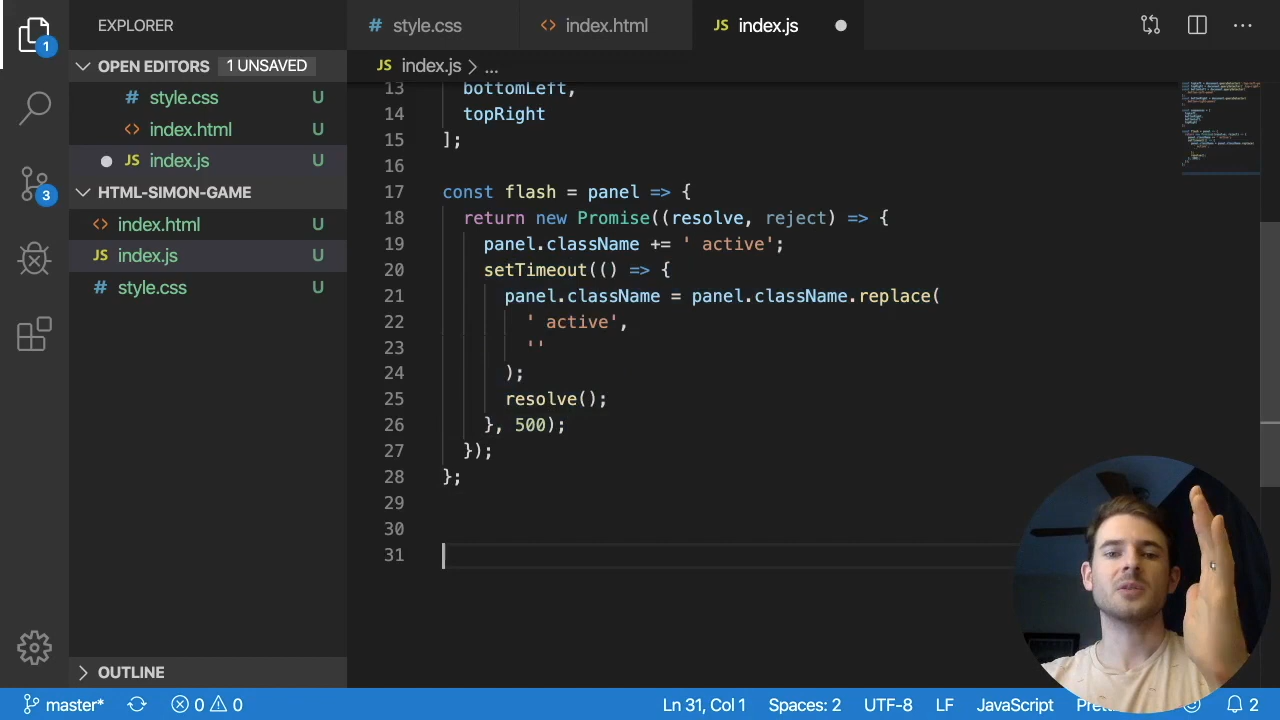 EXPLORER
# style.css
<> index.html
JS index.js
OPEN EDITORS 1 UNSAVED
JS index.js > ...
# style.css U
<> index.html U
JS index.js U
HTML-SIMON-GAME
<> index.html U
JS index.js U
# style.css U
OUTLINE
1
3
13 bottomLeft,
14 topRight
15 ];
16
17 const flash = panel => {
18 return new Promise((resolve, reject) => {
19 panel.className += ' active';
20 setTimeout(() => {
21 panel.className = panel.className.replace(
22 ' active',
23 ''
24 );
25 resolve();
26 }, 500);
27 });
28 };
29
30
31
master* 0 0 Ln 31, Col 1 Spaces: 2 UTF-8 LF JavaScript 2